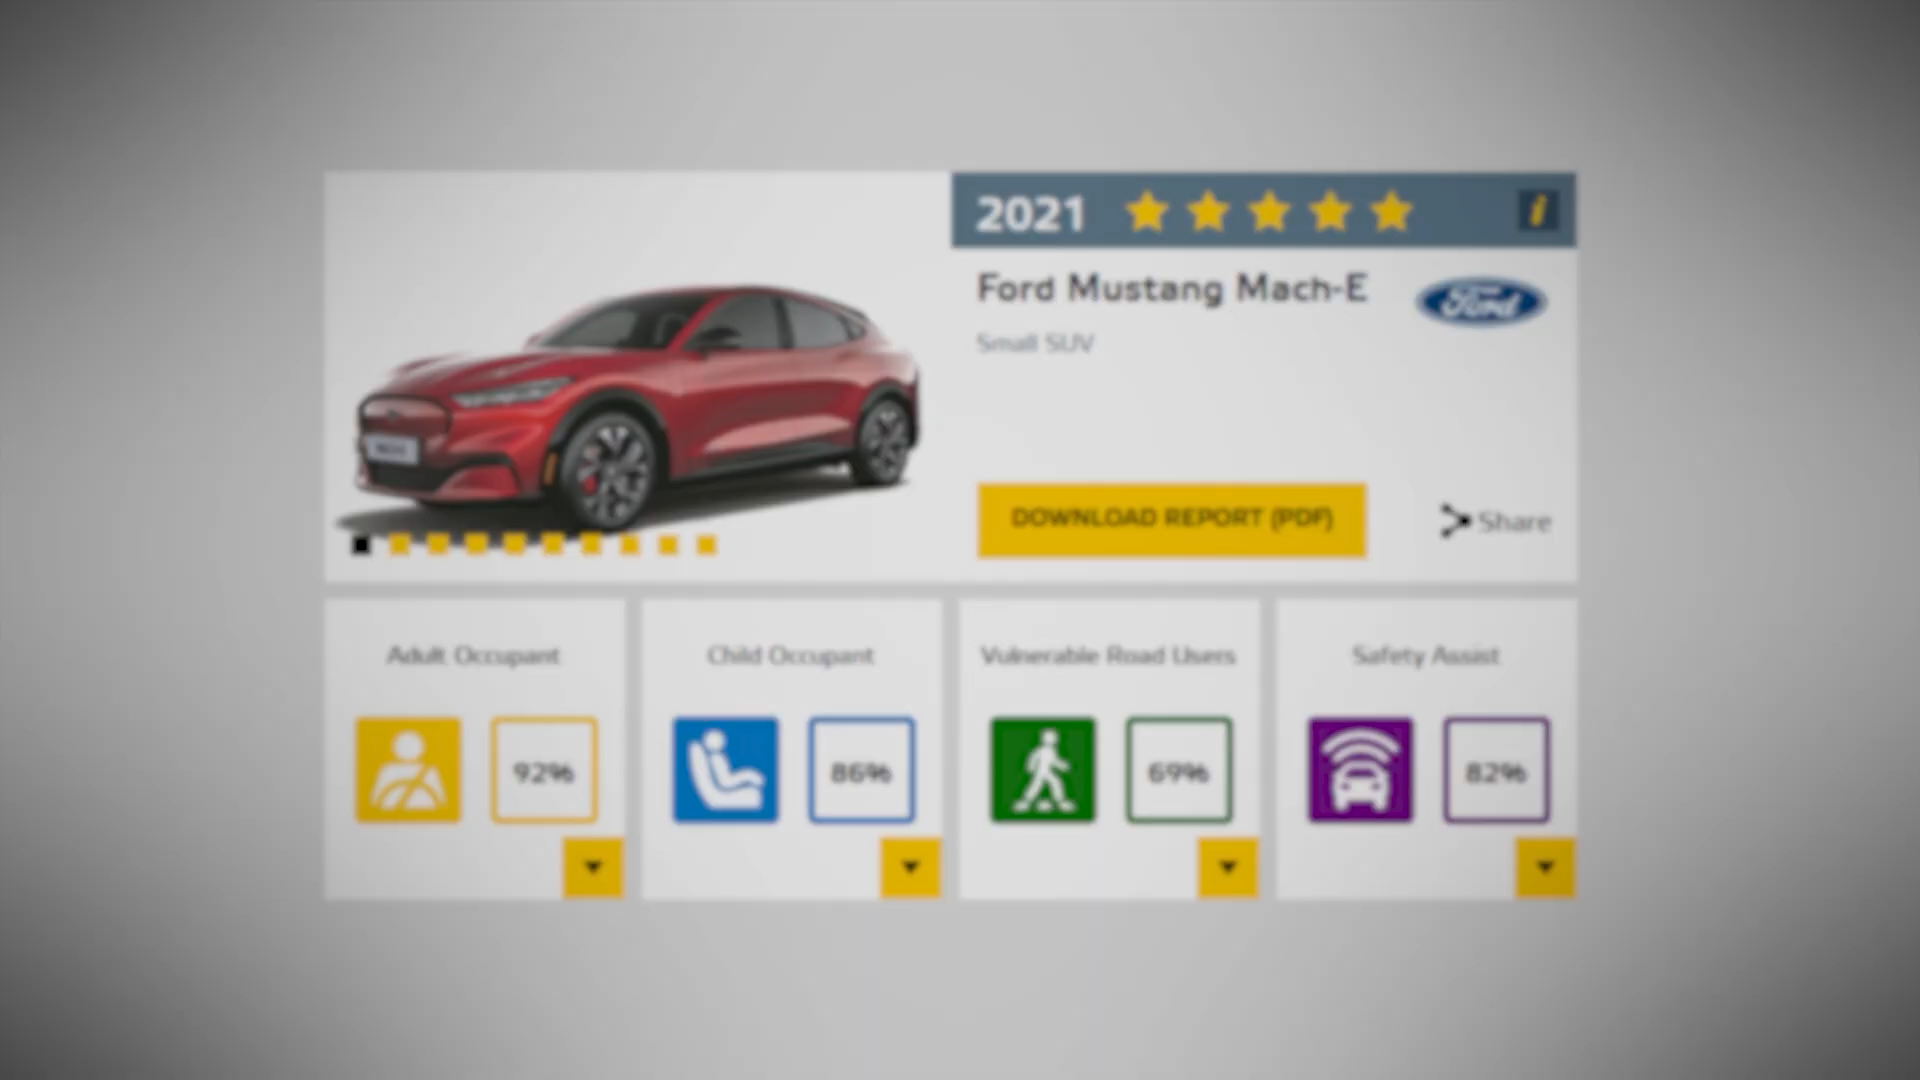 2021
i
Ford Mustang Mach-E
Ford
Small SUV
DOWNLOAD REPORT (PDF)
Share
Adult Occupant
Child Occupant
Vulnerable Road Users
Safety Assist
92%
86%
69%
82%